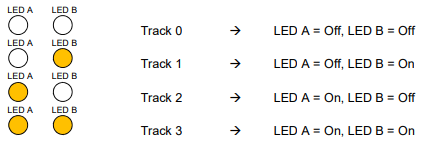 LED A LED B
Track 0 → LED A = Off, LED B = Off
LED A LED B
Track 1 → LED A = Off, LED B = On
LED A LED B
Track 2 → LED A = On, LED B = Off
LED A LED B
Track 3 → LED A = On, LED B = On